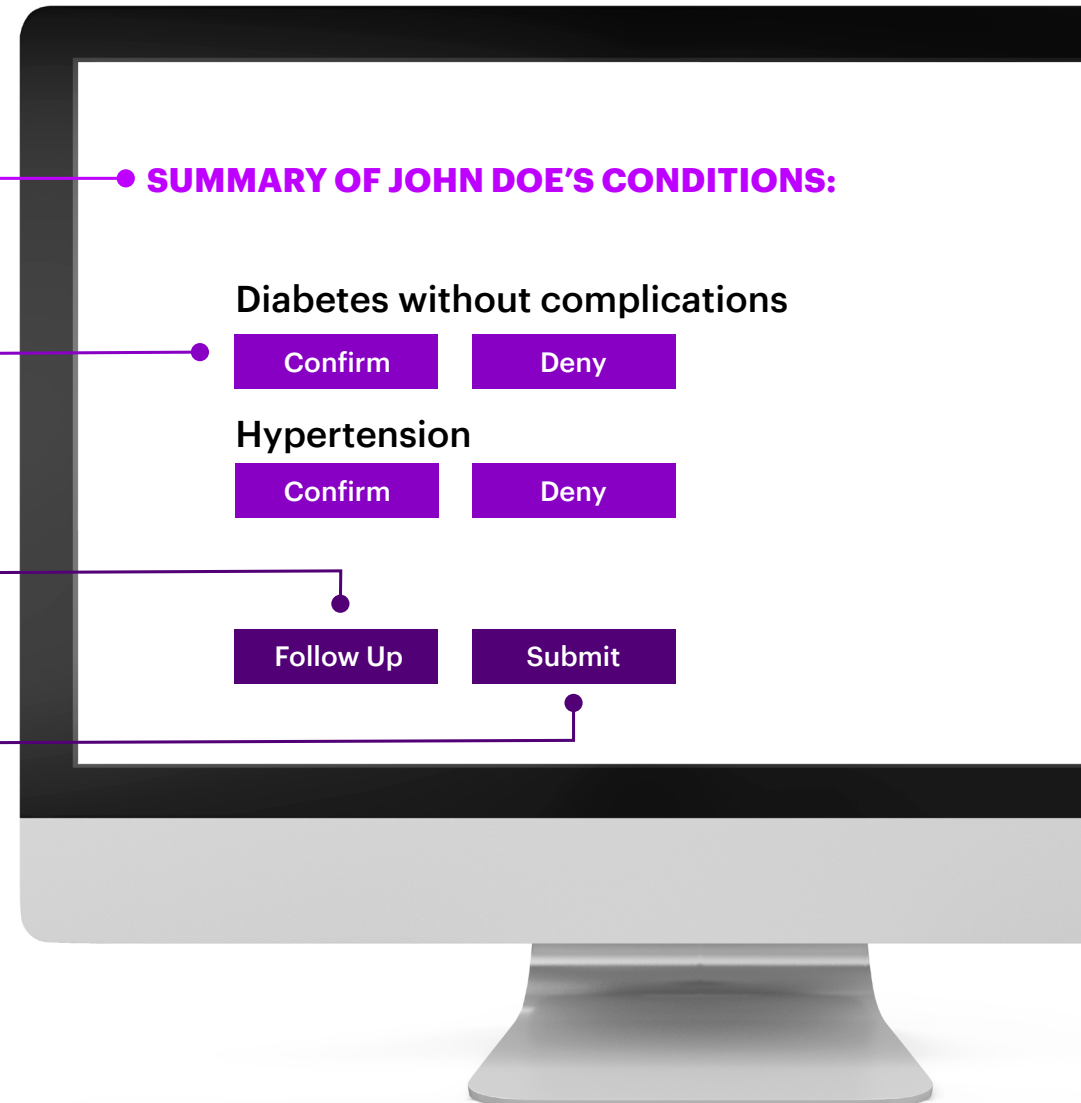 SUMMARY OF JOHN DOE’S CONDITIONS:
Diabetes without complications
Confirm Deny
Hypertension
Confirm Deny
Follow Up Submit